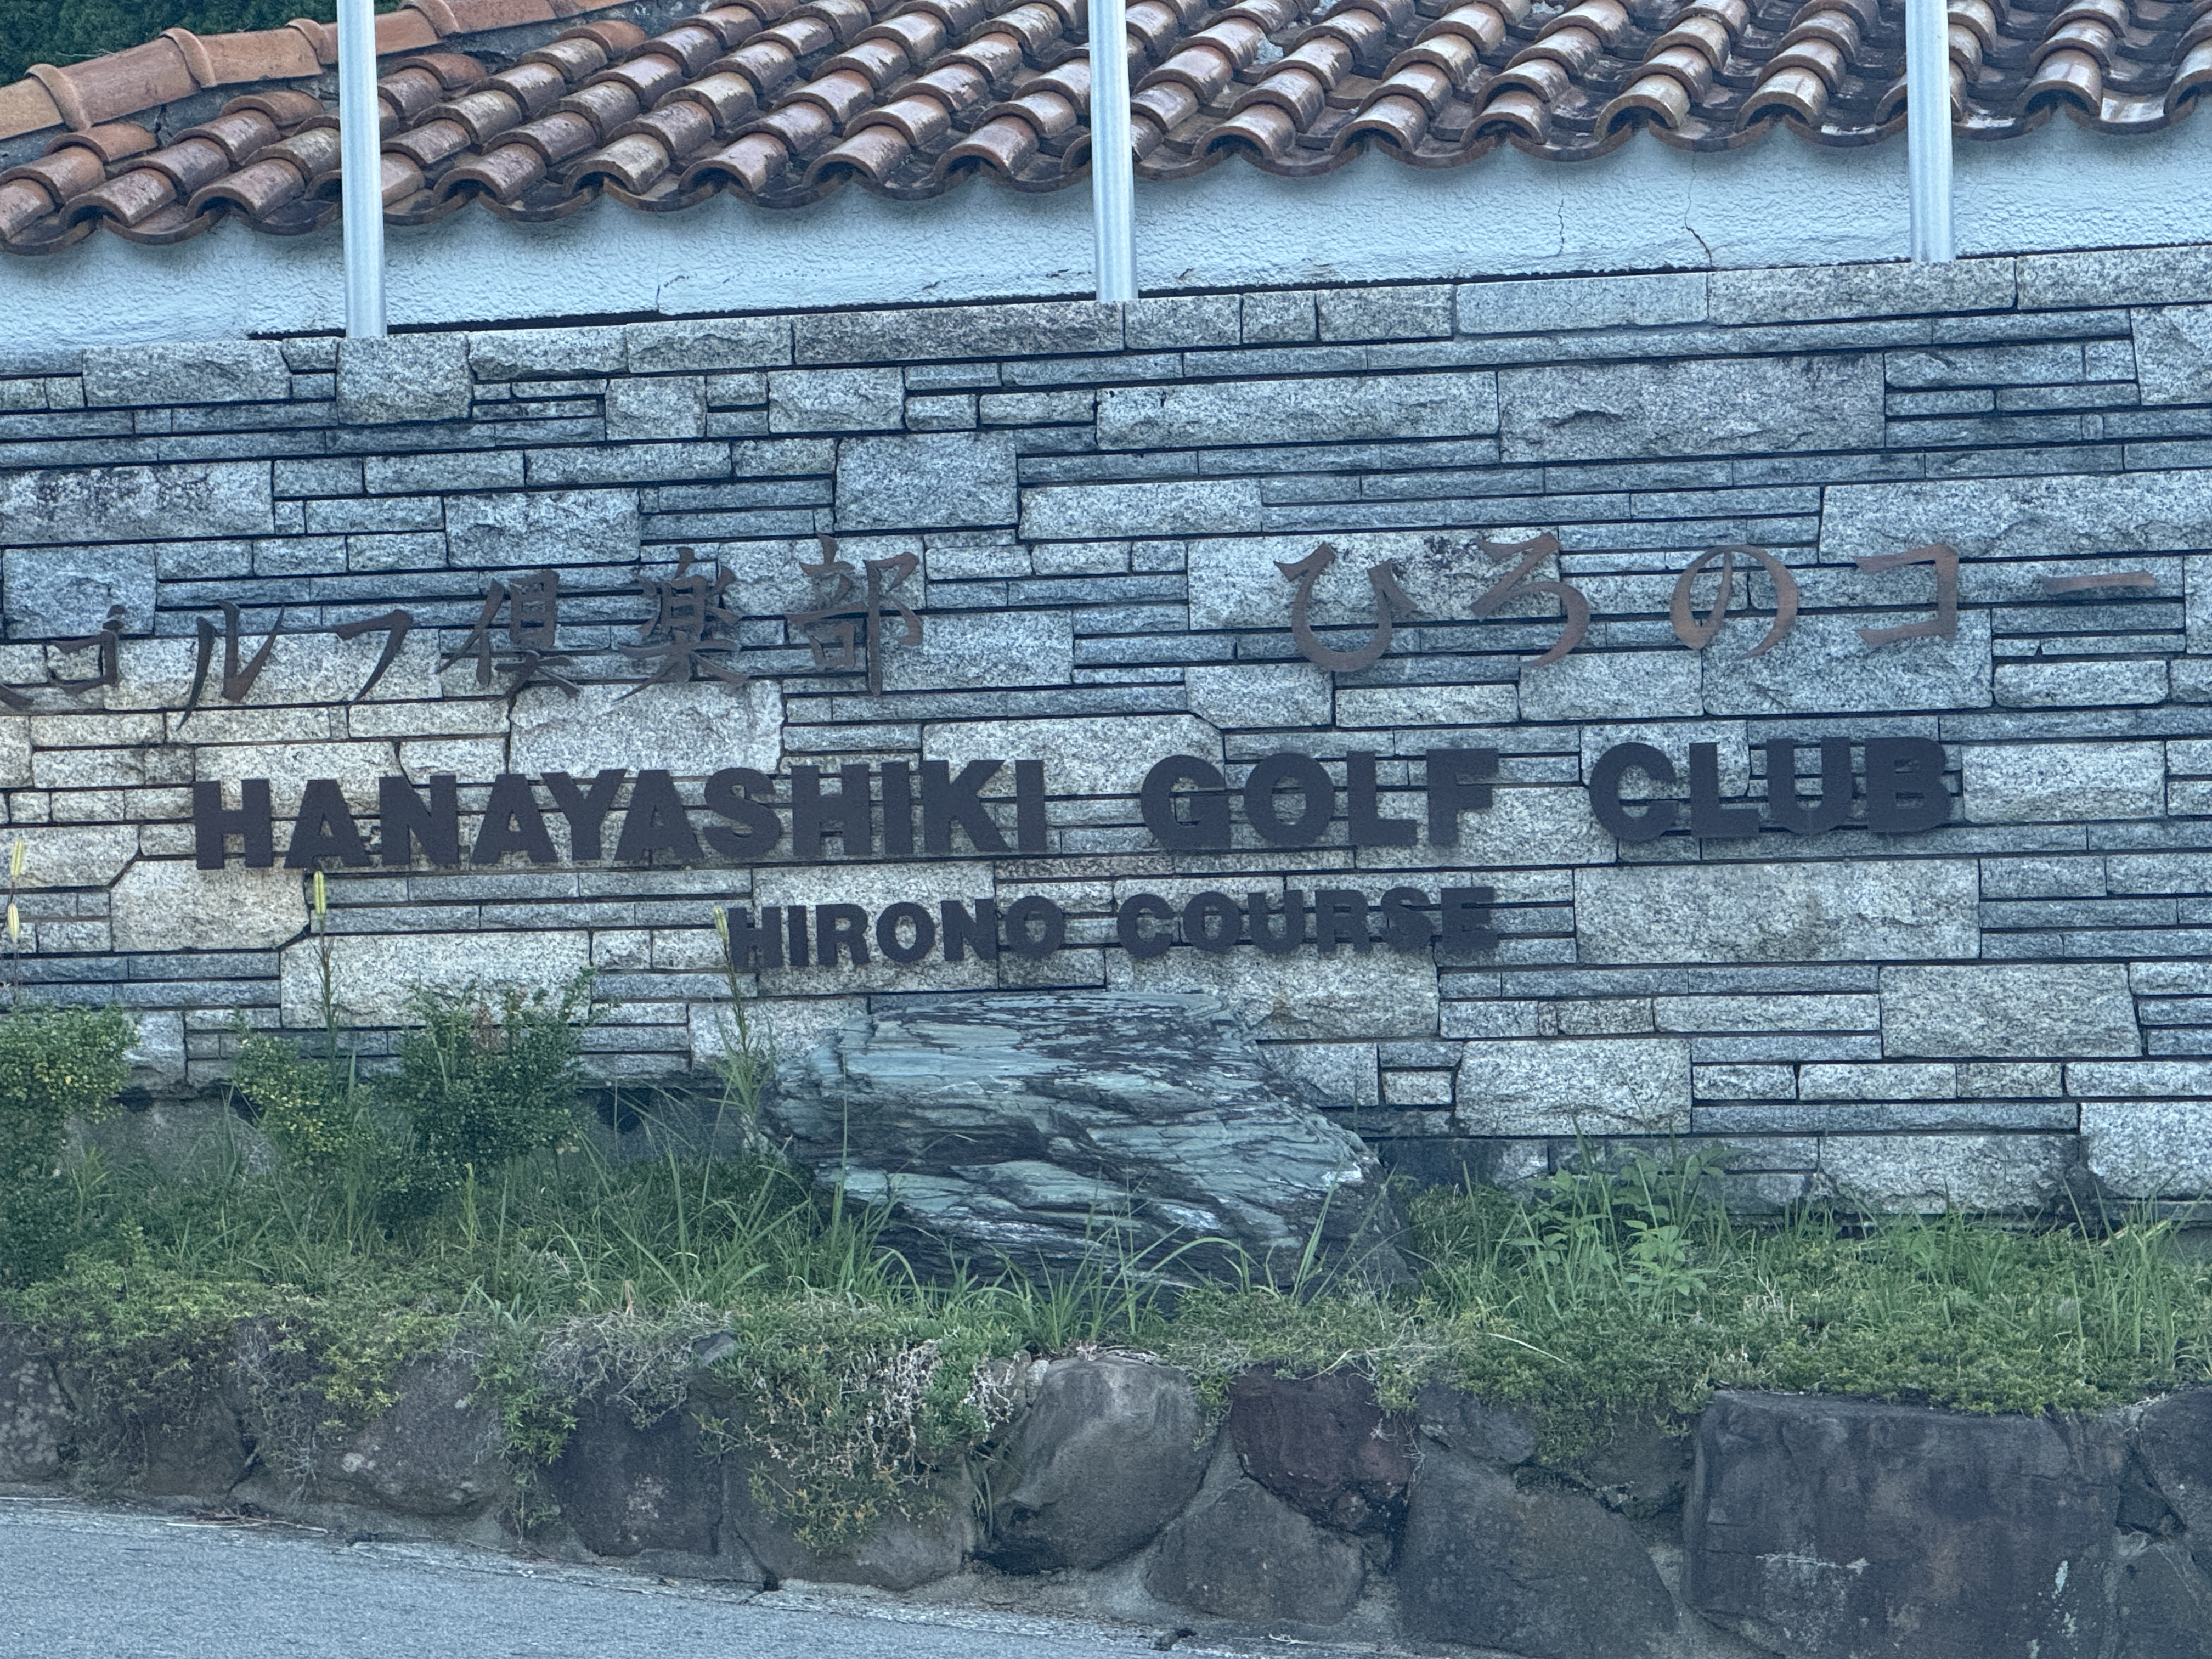 ゴルフ倶楽部 ひろのコー
HANAYASHIKI GOLF CLUB
HIRONO COURSE